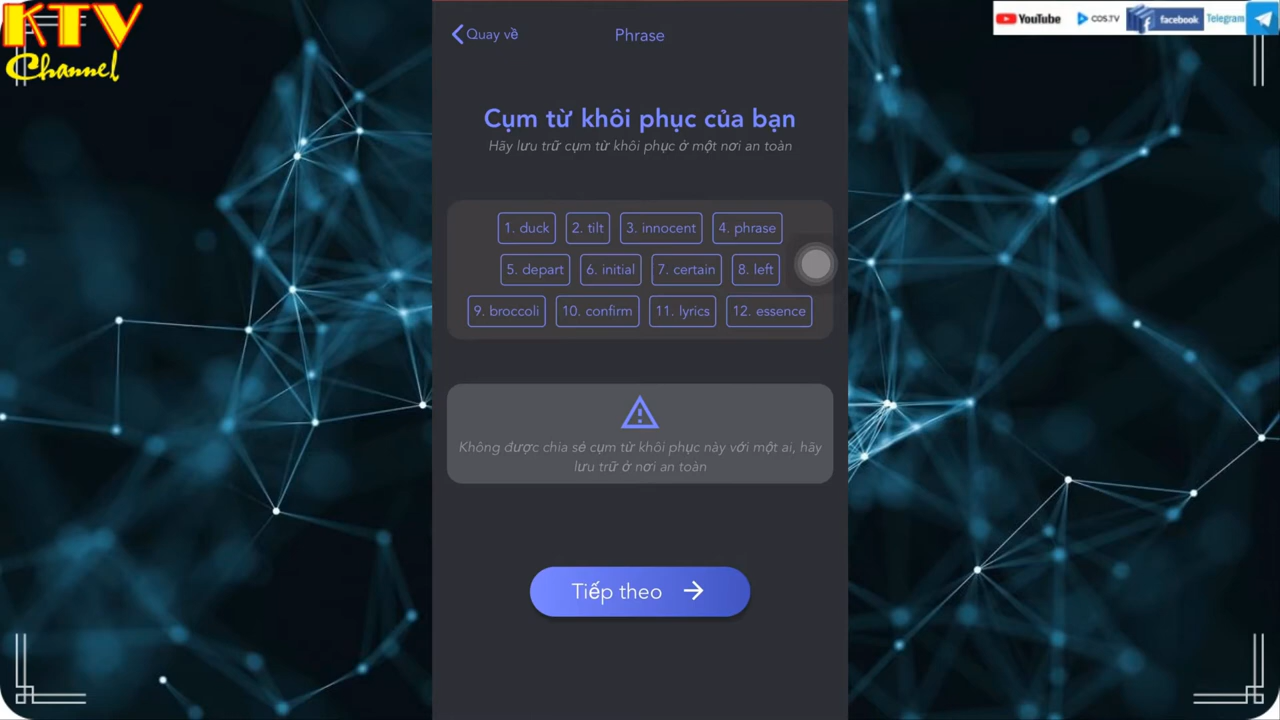 KTV
Channel
YouTube
COS.TV
facebook
Telegram
Quay về
Phrase
Cụm từ khôi phục của bạn
Hãy lưu trữ cụm từ khôi phục ở một nơi an toàn
1. duck 2. tilt 3. innocent 4. phrase
5. depart 6. initial 7. certain 8. left
9. broccoli 10. confirm 11. lyrics 12. essence
Không được chia sẻ cụm từ khôi phục này với một ai, hãy
lưu trữ ở nơi an toàn
Tiếp theo